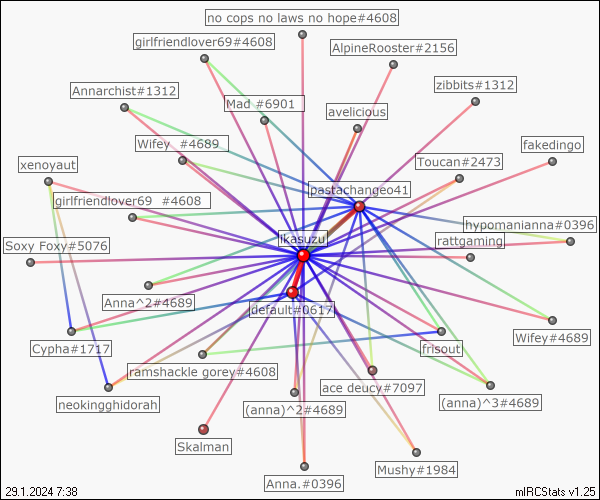 no cops no laws no hope#4608
girlfriendlover69#4608
AlpineRooster#2156
Annarchist#1312
zibbits#1312
Mad #6901
avelicious
Wifey_ #4689
fakedingo
xenoyaut
Toucan#2473
pastachangeo41
girlfriendlover69 #4608
hypomanianna#0396
ikasuzu
rattgaming
Soxy Foxy#5076
Anna^2#4689
default#0617
Wifey#4689
Cypha#1717
frisout
ramshackle gorey#4608
ace deucy#7097
neokingghidorah
(anna)^2#4689
(anna)^3#4689
Skalman
Mushy#1984
Anna.#0396
29.1.2024 7:38
mIRCStats v1.25